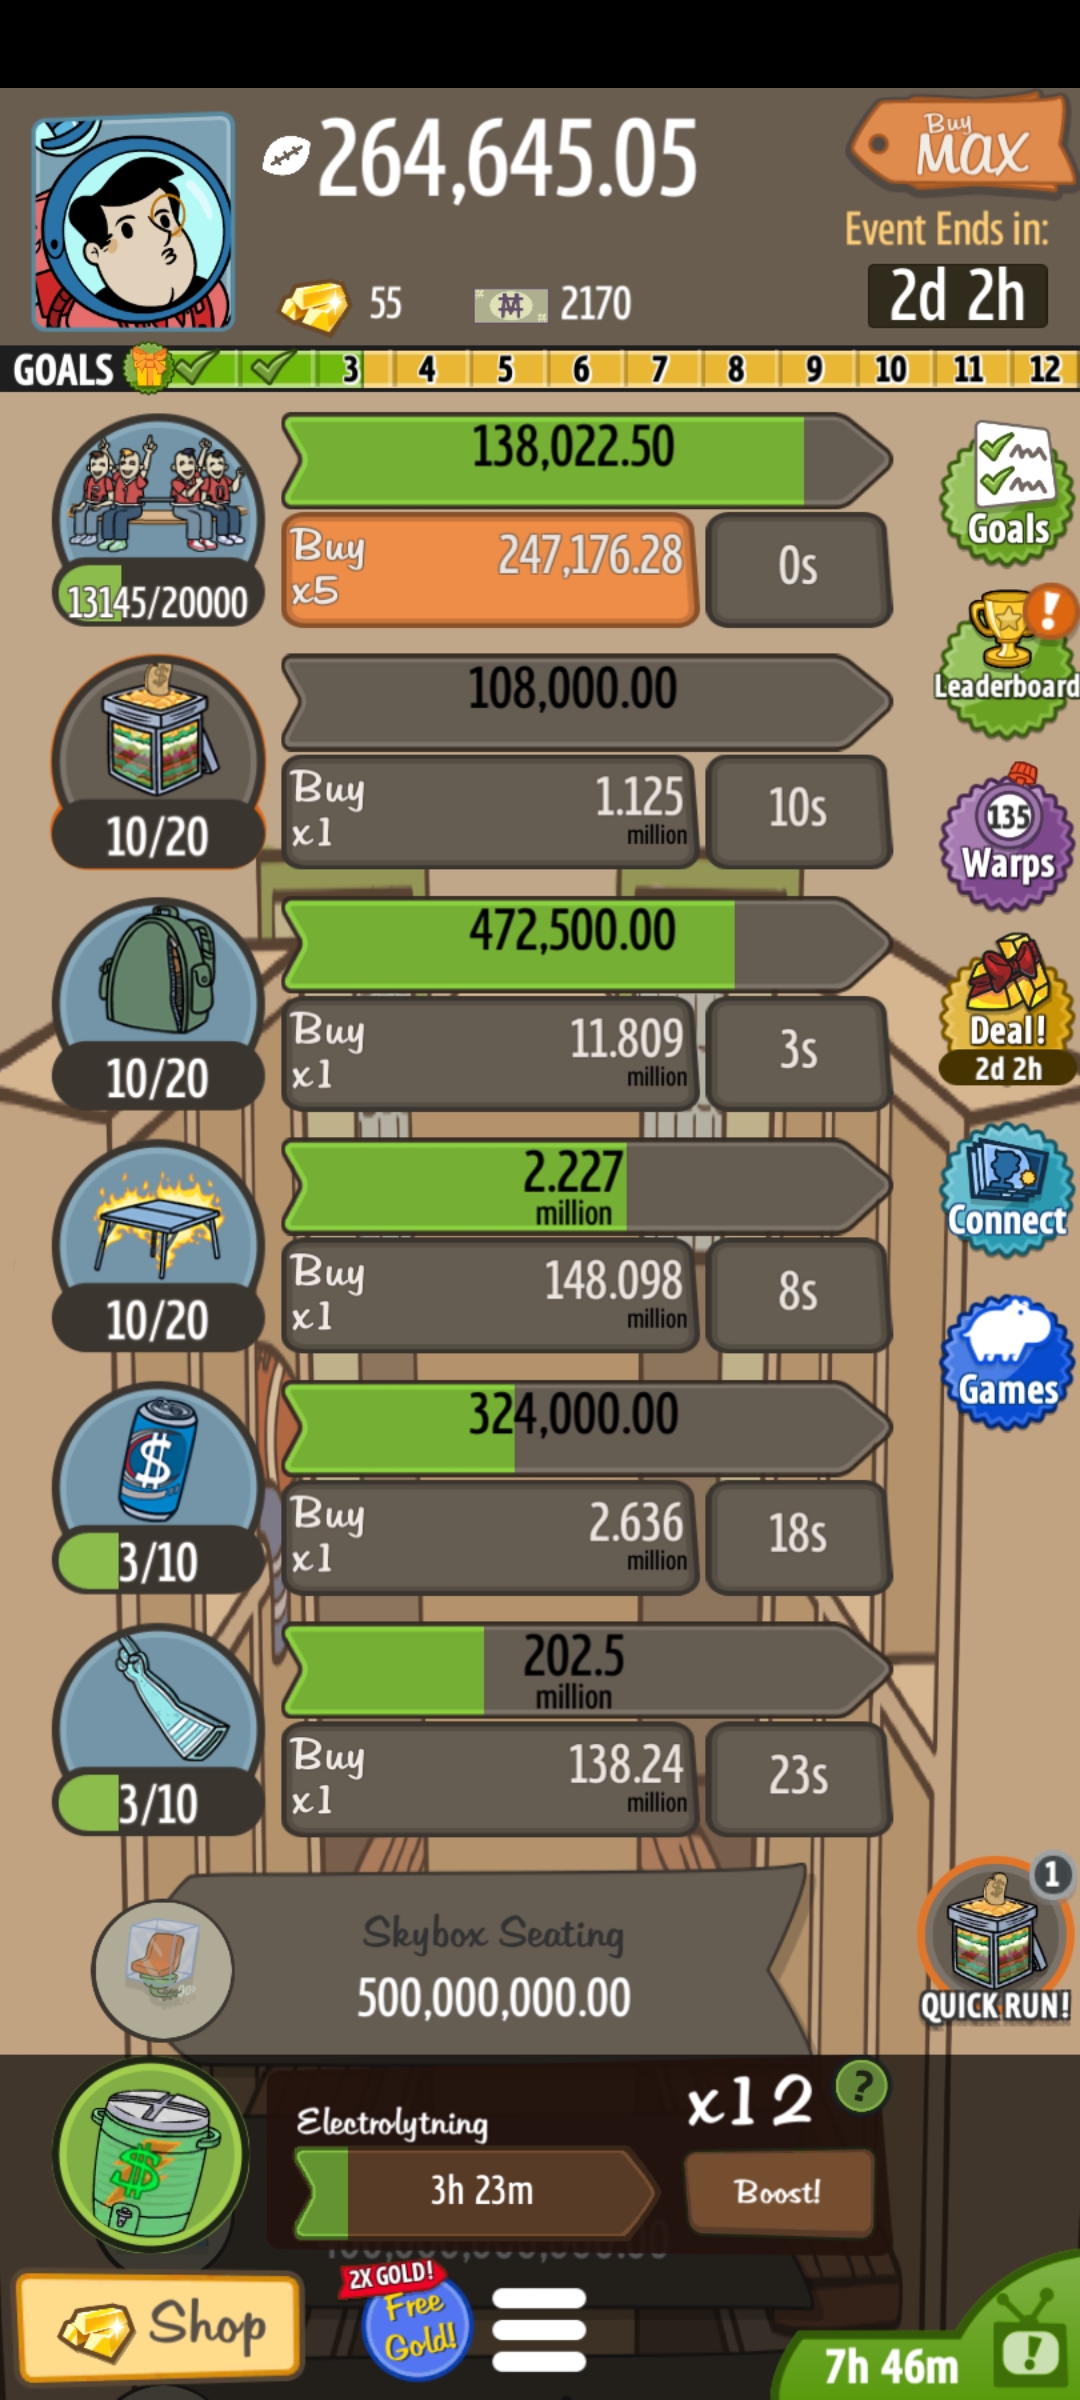 264,645.05
Buy
MAX
Event Ends in:
2d 2h
55
2170
GOALS 3 4 5 6 7 8 9 10 11 12
138,022.50
Buy
x5
247,176.28
0s
13145/20000
Goals
Leaderboard
108,000.00
Buy
x1
1.125
million
10s
10/20
135
Warps
472,500.00
Buy
x1
11.809
million
3s
10/20
Deal!
2d 2h
2.227
million
Buy
x1
148.098
million
8s
10/20
Connect
Games
324,000.00
Buy
x1
2.636
million
18s
3/10
202.5
million
Buy
x1
138.24
million
23s
3/10
Skybox Seating
500,000,000.00
1
QUICK RUN!
Electrolytning
3h 23m
x12
?
Boost!
Shop
2X GOLD!
Free
Gold!
7h 46m